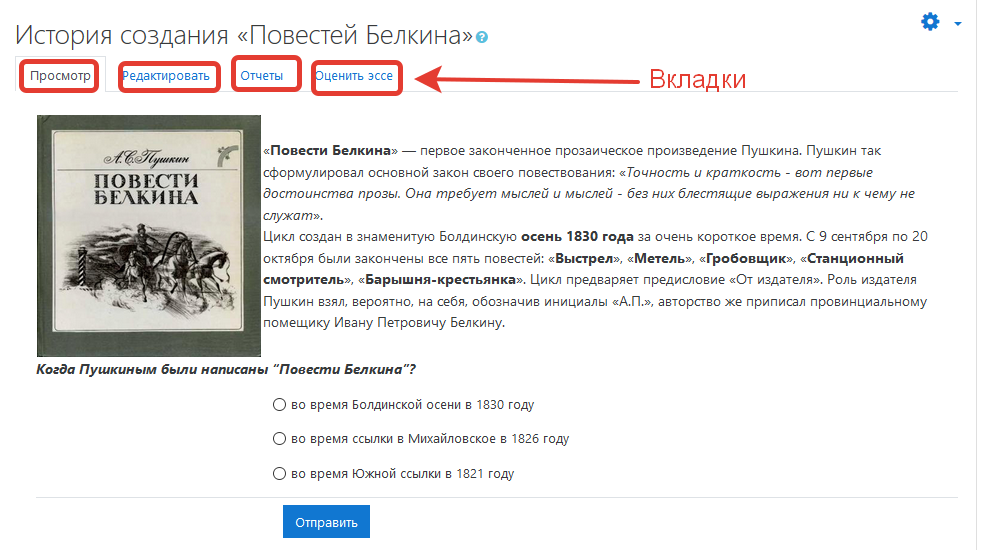 История создания «Повестей Белкина»
Просмотр Редактировать Отчеты Оценить эссе Вкладки
А.С.Пушкин
ПОВЕСТИ
БЕЛКИНА
«Повести Белкина» — первое законченное прозаическое произведение Пушкина. Пушкин так
сформулировал основной закон своего повествования: «Точность и краткость - вот первые
достоинства прозы. Она требует мыслей и мыслей - без них блестящие выражения ни к чему не
служат».
Цикл создан в знаменитую Болдинскую осень 1830 года за очень короткое время. С 9 сентября по 20
октября были закончены все пять повестей: «Выстрел», «Метель», «Гробовщик», «Станционный
смотритель», «Барышня-крестьянка». Цикл предваряет предисловие «От издателя». Роль издателя
Пушкин взял, вероятно, на себя, обозначив инициалы «А.П.», авторство же приписал провинциальному
помещику Ивану Петровичу Белкину.
Когда Пушкиным были написаны "Повести Белкина"?
во время Болдинской осени в 1830 году
во время ссылки в Михайловское в 1826 году
во время Южной ссылки в 1821 году
Отправить